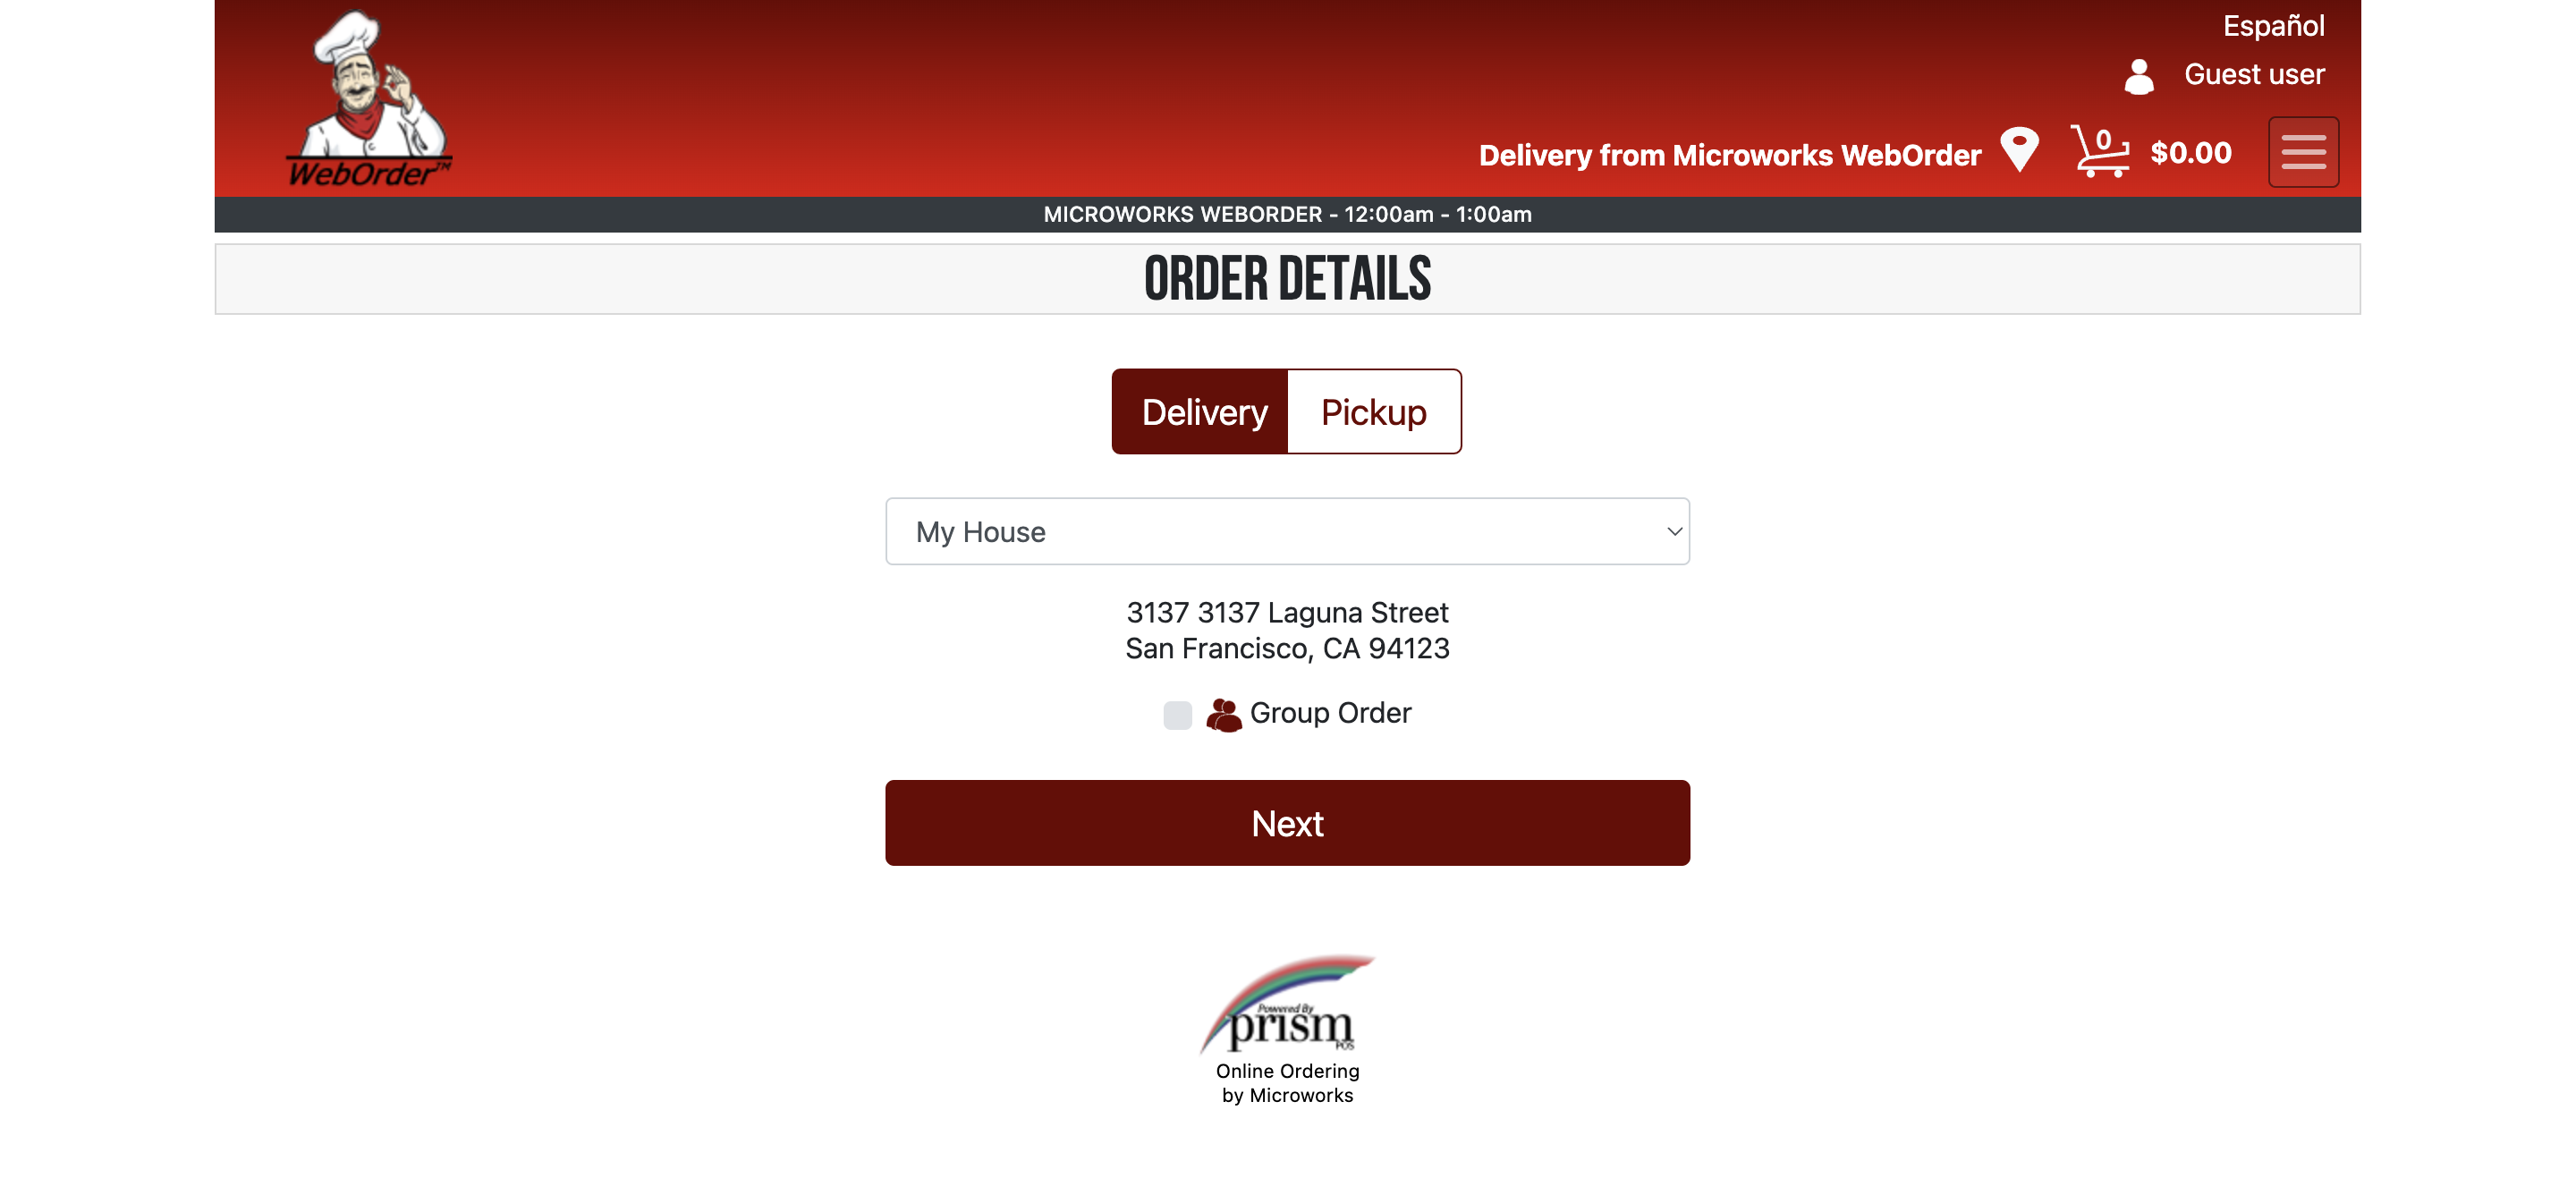 Español
Guest user
WebOrder™
Delivery from Microworks WebOrder 0 $0.00
MICROWORKS WEBORDER - 12:00am - 1:00am
ORDER DETAILS
Delivery Pickup
My House
3137 3137 Laguna Street
San Francisco, CA 94123
Group Order
Next
Powered By
prism
POS
Online Ordering
by Microworks